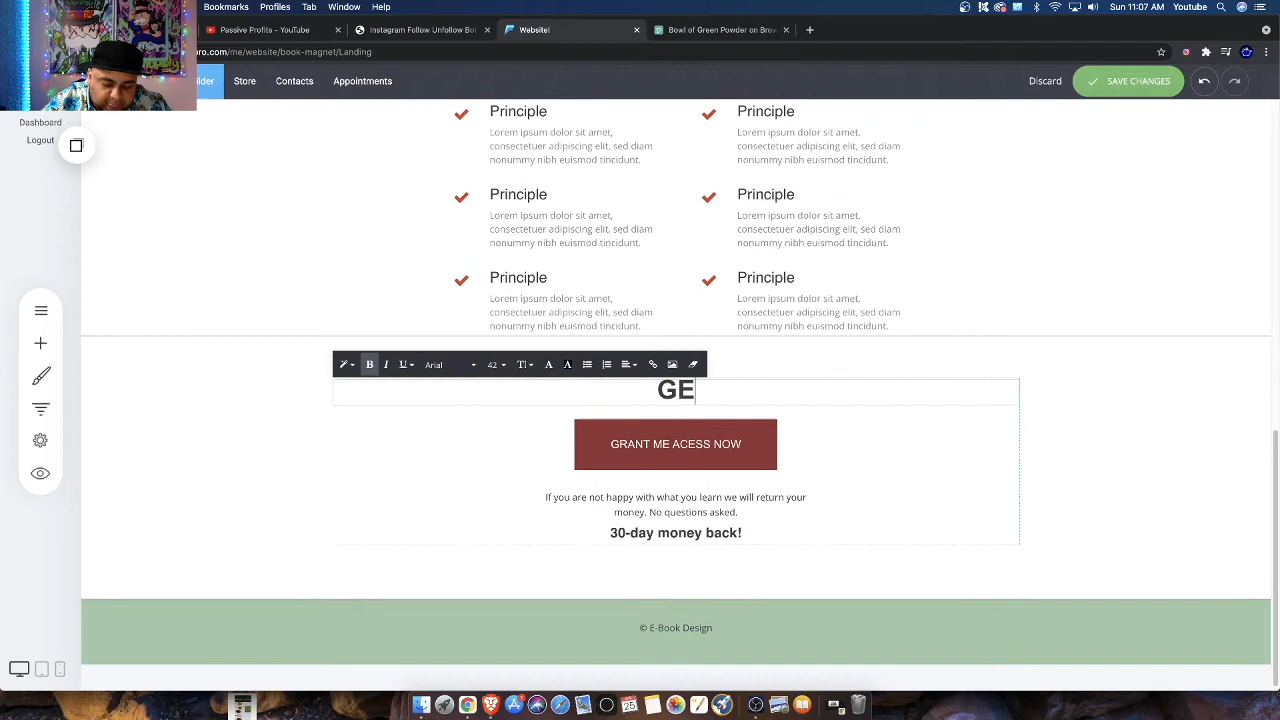 Bookmarks Profiles Tab Window Help
Sun 11:07 AM Youtube
Passive Profits - YouTube
Instagram Follow Unfollow Bot
Website!
Bowl of Green Powder on Brow
pro.com/me/website/book-magnet/Landing
ilder
Store
Contacts
Appointments
Discard
SAVE CHANGES
Dashboard
Logout
Principle
Lorem ipsum dolor sit amet,
consectetuer adipiscing elit, sed diam
nonummy nibh euismod tincidunt.
Principle
Lorem ipsum dolor sit amet,
consectetuer adipiscing elit, sed diam
nonummy nibh euismod tincidunt.
Principle
Lorem ipsum dolor sit amet,
consectetuer adipiscing elit, sed diam
nonummy nibh euismod tincidunt.
Principle
Lorem ipsum dolor sit amet,
consectetuer adipiscing elit, sed diam
nonummy nibh euismod tincidunt.
Principle
Lorem ipsum dolor sit amet,
consectetuer adipiscing elit, sed diam
nonummy nibh euismod tincidunt.
Principle
Lorem ipsum dolor sit amet,
consectetuer adipiscing elit, sed diam
nonummy nibh euismod tincidunt.
B I U Arial 42 A A
GE
GRANT ME ACESS NOW
If you are not happy with what you learn we will return your
money. No questions asked.
30-day money back!
© E-Book Design
25